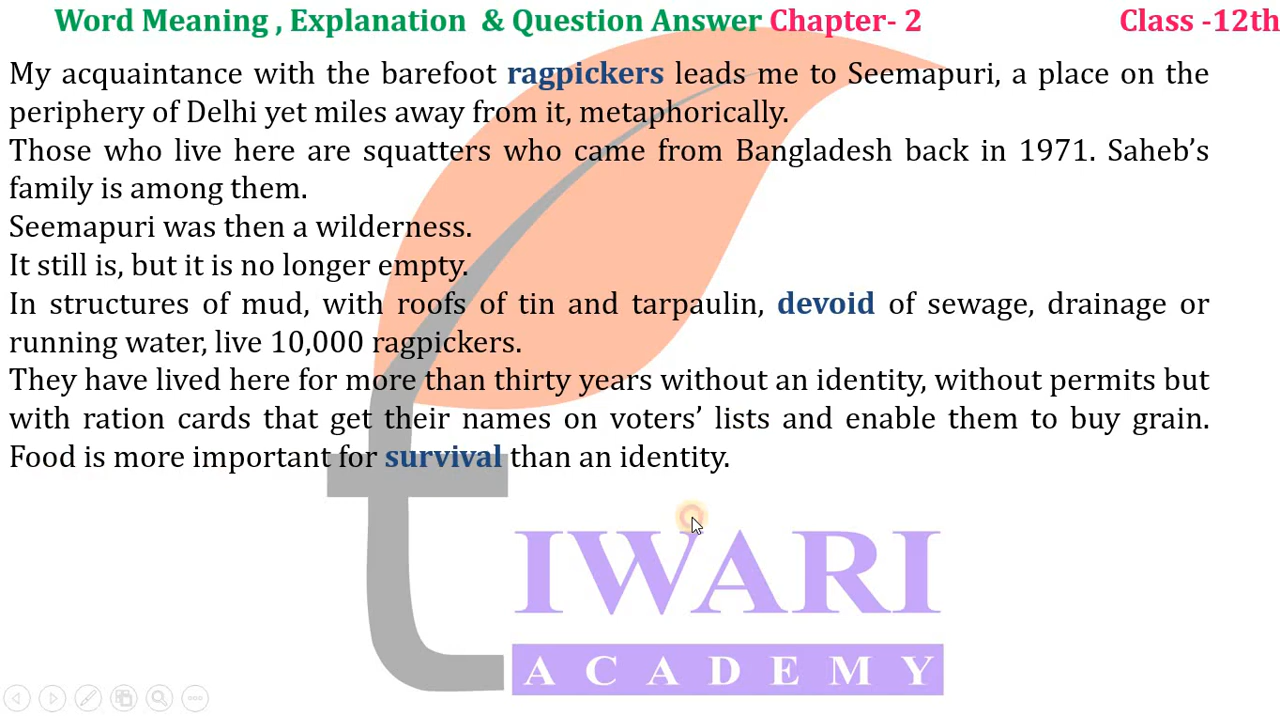 Word Meaning , Explanation & Question Answer Chapter- 2 Class -12th
My acquaintance with the barefoot ragpickers leads me to Seemapuri, a place on the
periphery of Delhi yet miles away from it, metaphorically.
Those who live here are squatters who came from Bangladesh back in 1971. Saheb’s
family is among them.
Seemapuri was then a wilderness.
It still is, but it is no longer empty.
In structures of mud, with roofs of tin and tarpaulin, devoid of sewage, drainage or
running water, live 10,000 ragpickers.
They have lived here for more than thirty years without an identity, without permits but
with ration cards that get their names on voters’ lists and enable them to buy grain.
Food is more important for survival than an identity.
tIWARI
ACADEMY